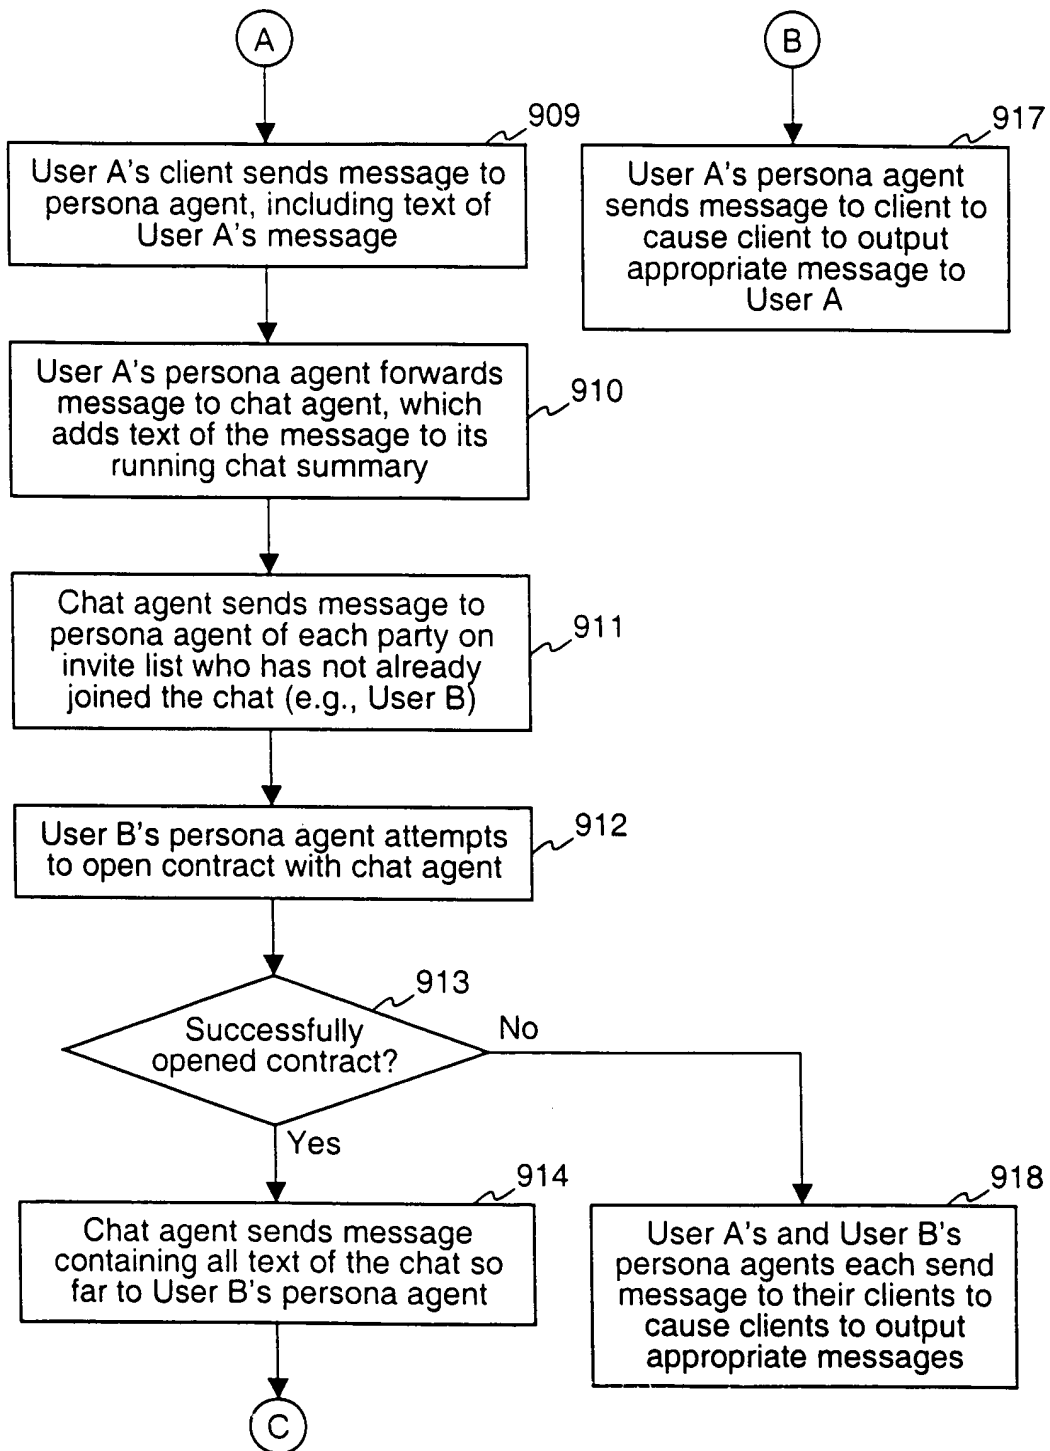 A
B
909
User A's client sends message to
persona agent, including text of
User A's message
917
User A's persona agent
sends message to client to
cause client to output
appropriate message to
User A
910
User A's persona agent forwards
message to chat agent, which
adds text of the message to its
running chat summary
911
Chat agent sends message to
persona agent of each party on
invite list who has not already
joined the chat (e.g., User B)
912
User B's persona agent attempts
to open contract with chat agent
913
Successfully
opened contract?
No
Yes
914
Chat agent sends message
containing all text of the chat so
far to User B's persona agent
918
User A's and User B's
persona agents each send
message to their clients to
cause clients to output
appropriate messages
C